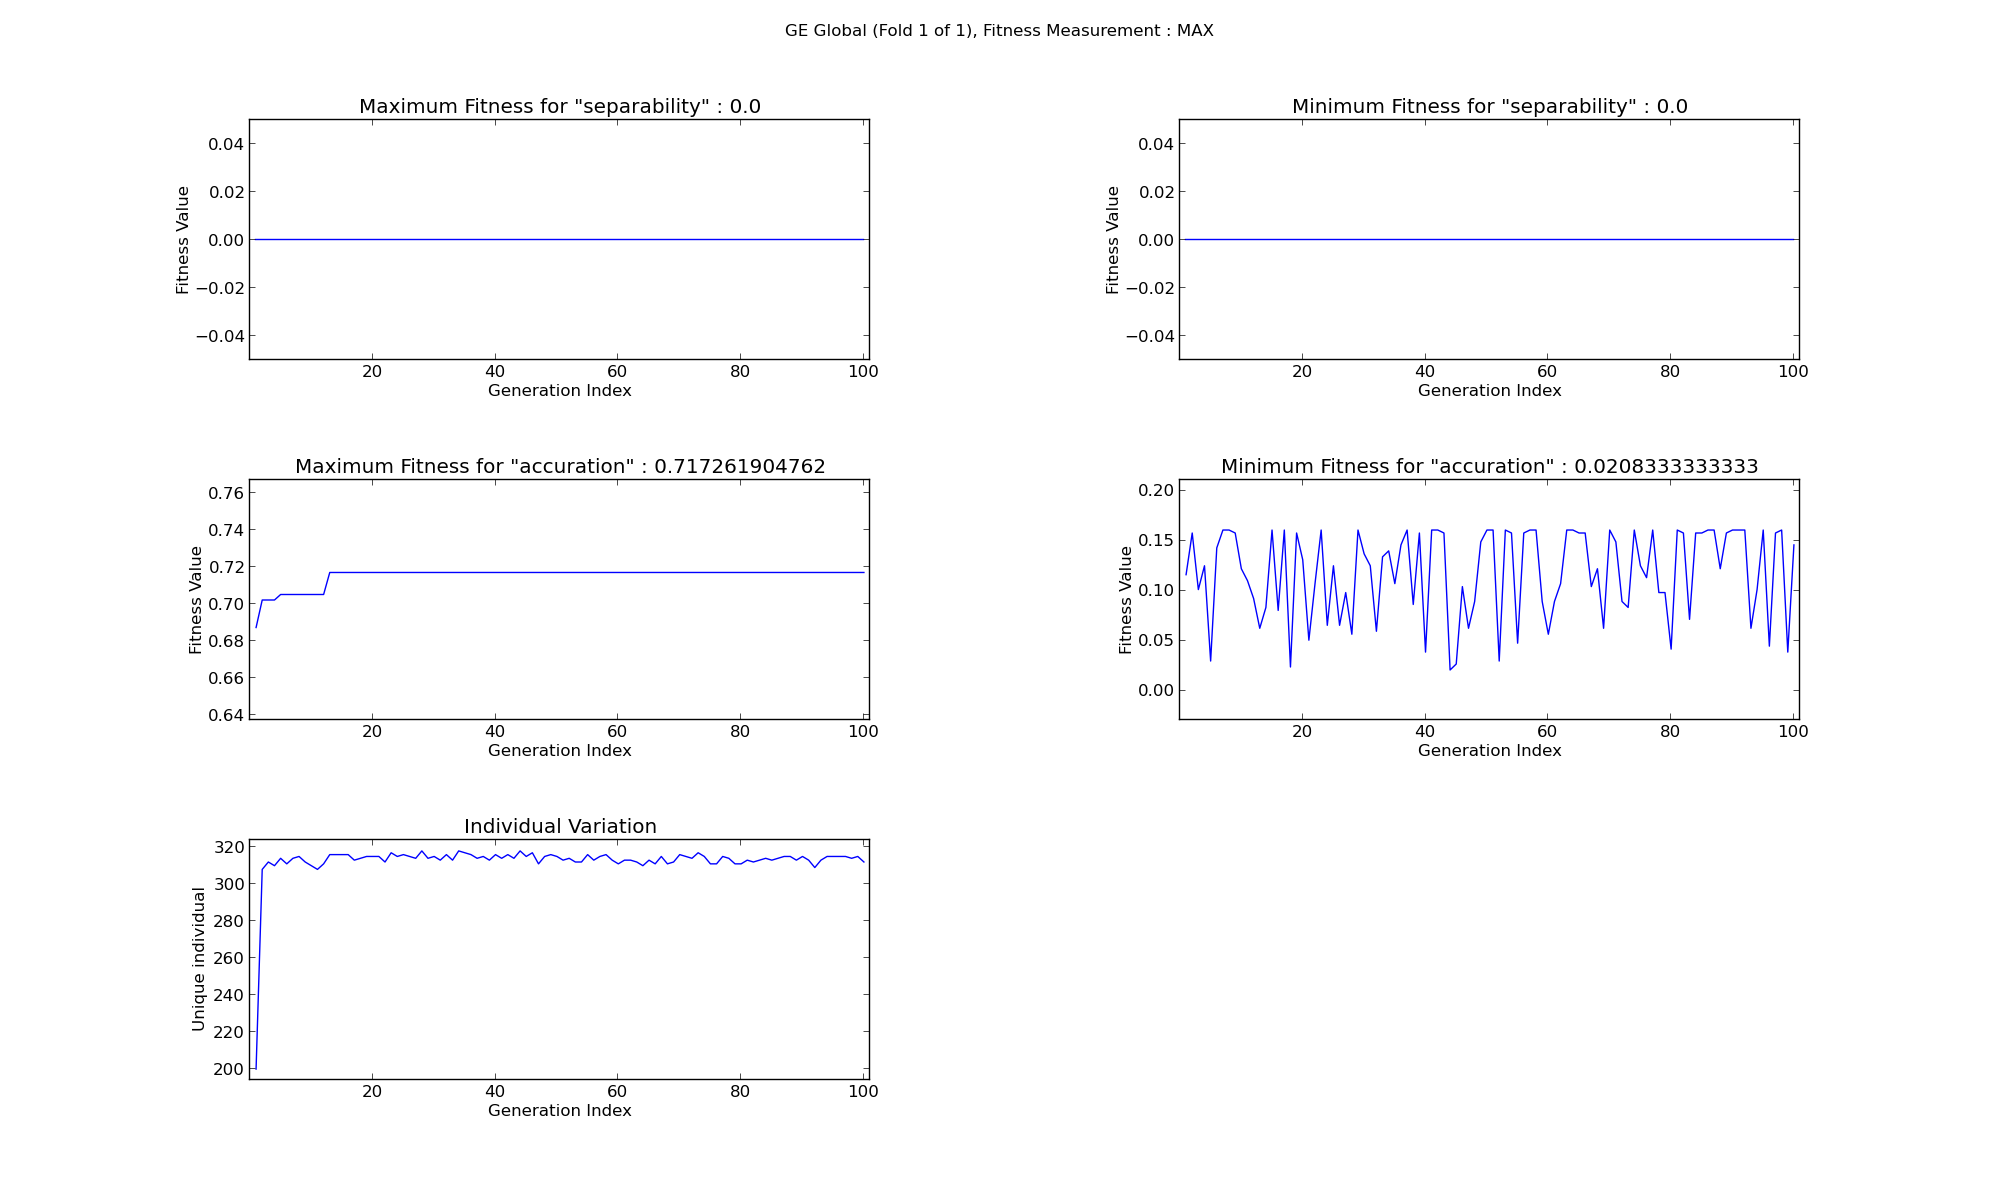 GE Global (Fold 1 of 1), Fitness Measurement : MAX
Maximum Fitness for "separability" : 0.0
0.04
0.02
0.00
−0.02
−0.04
Fitness Value
20 40 60 80 100
Generation Index
Minimum Fitness for "separability" : 0.0
0.04
0.02
0.00
−0.02
−0.04
Fitness Value
20 40 60 80 100
Generation Index
Maximum Fitness for "accuration" : 0.717261904762
0.76
0.74
0.72
0.70
0.68
0.66
0.64
Fitness Value
20 40 60 80 100
Generation Index
Minimum Fitness for "accuration" : 0.0208333333333
0.20
0.15
0.10
0.05
0.00
Fitness Value
20 40 60 80 100
Generation Index
Individual Variation
320
300
280
260
240
220
200
Unique individual
20 40 60 80 100
Generation Index